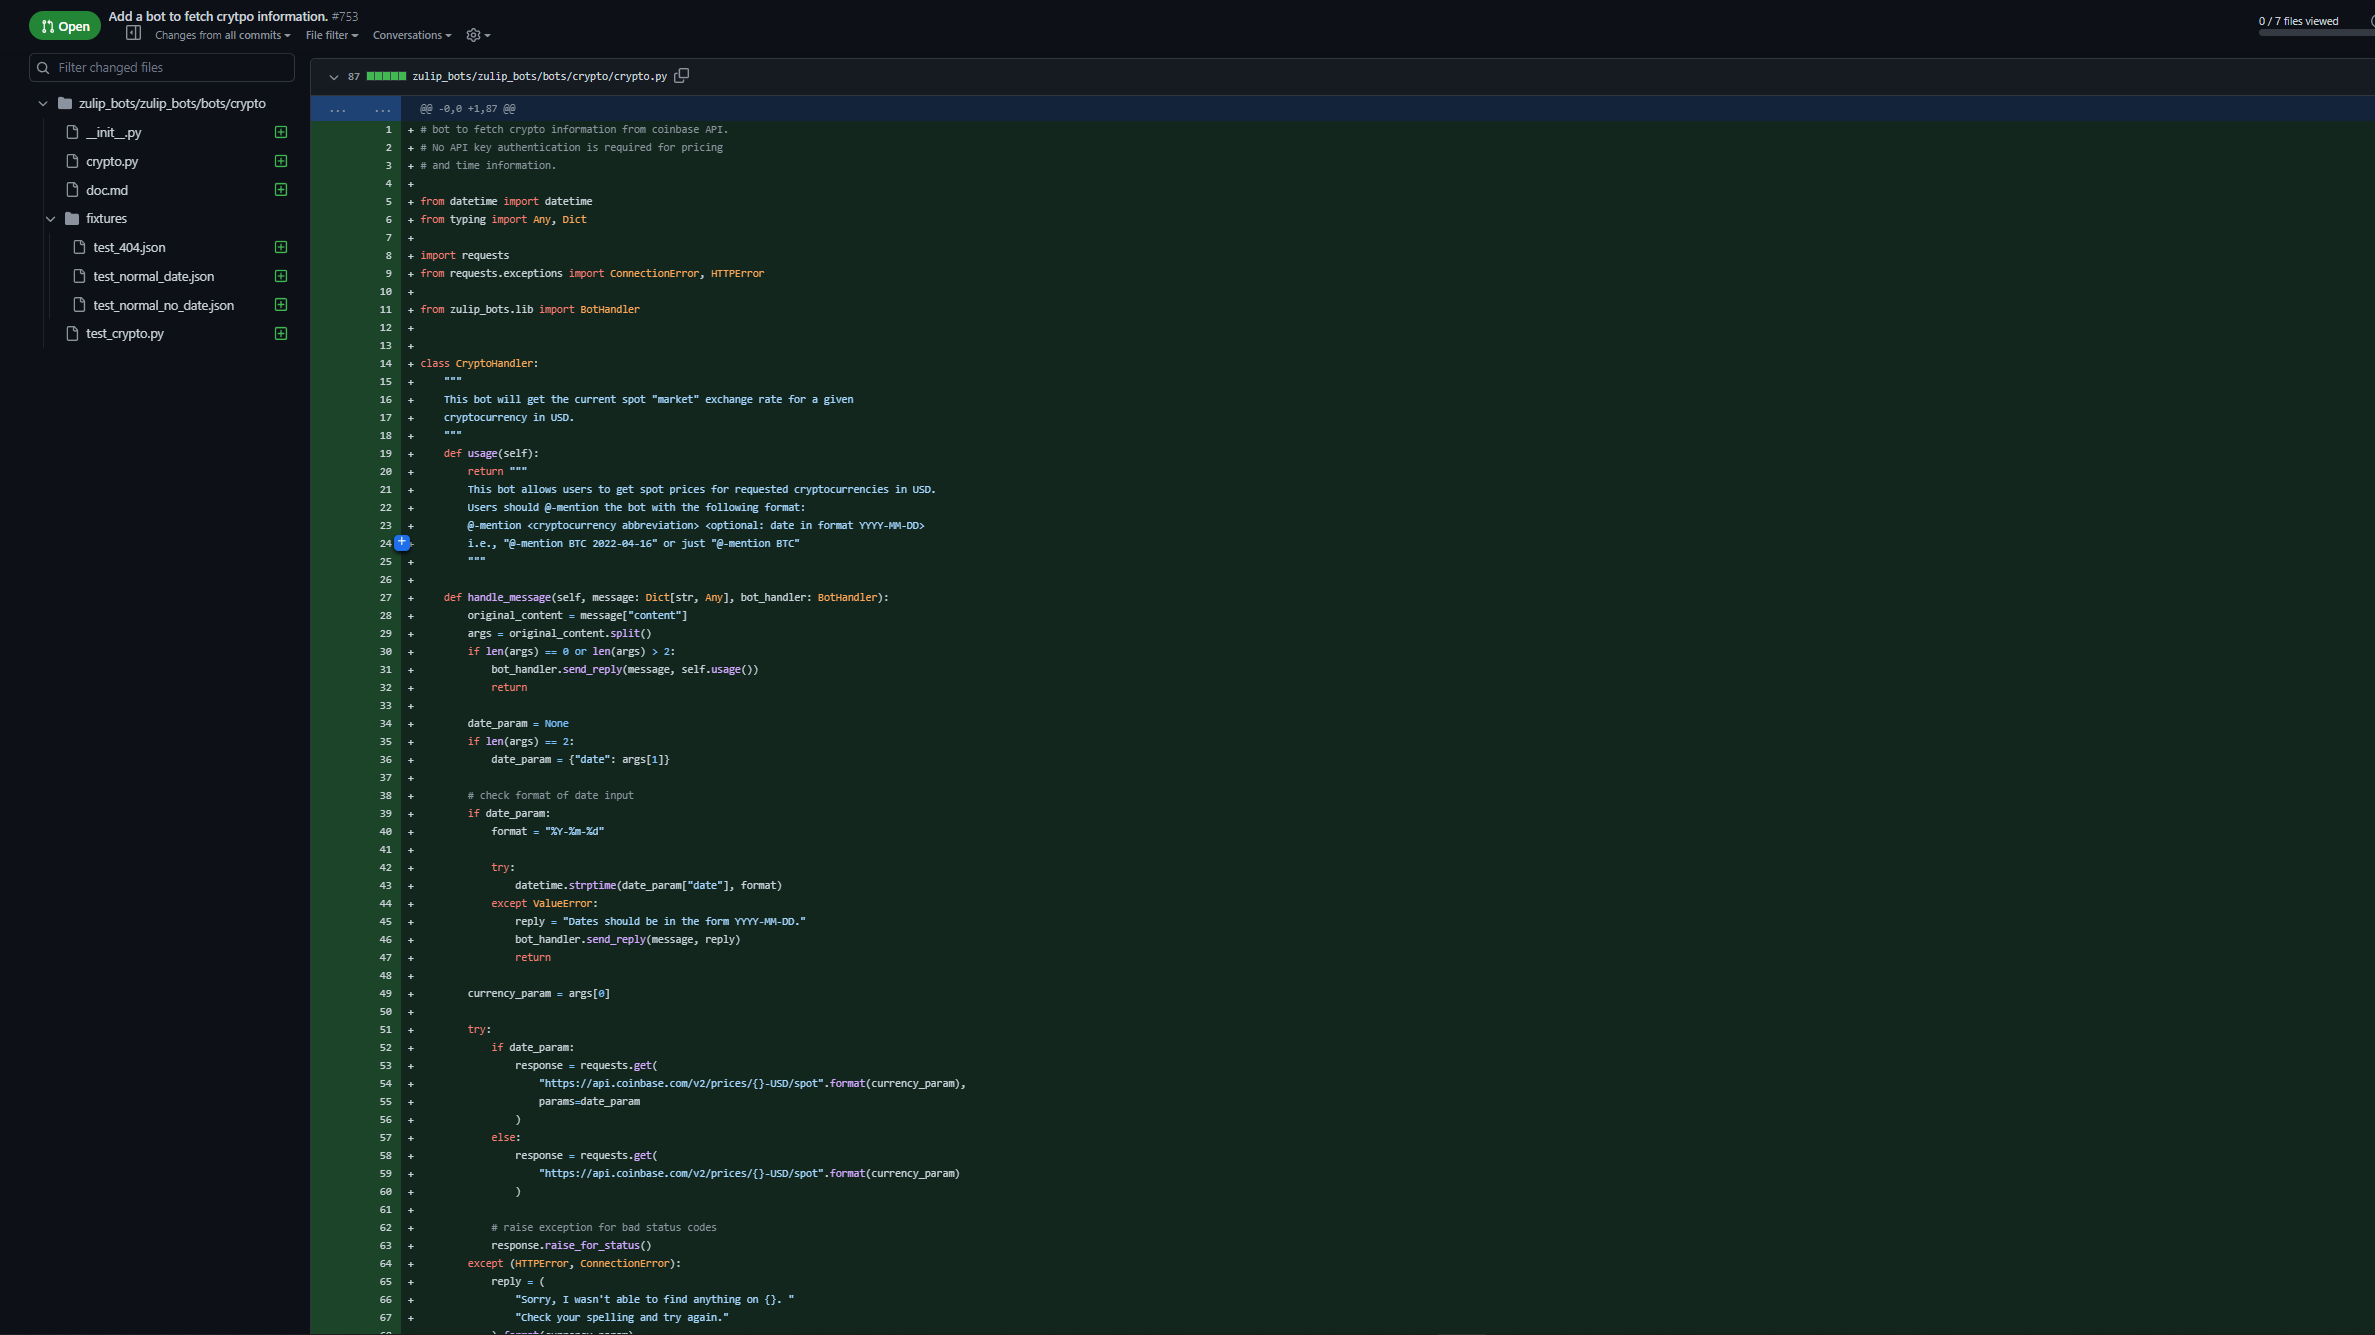 Open
Add a bot to fetch crytpo information. #753
Changes from all commits
File filter
Conversations
0 / 7 files viewed
Filter changed files
zulip_bots/zulip_bots/bots/crypto
__init__.py
crypto.py
doc.md
fixtures
test_404.json
test_normal_date.json
test_normal_no_date.json
test_crypto.py
87 zulip_bots/zulip_bots/bots/crypto/crypto.py
... ... @@ -0,0 +1,87 @@
1 + # bot to fetch crypto information from coinbase API.
2 + # No API key authentication is required for pricing
3 + # and time information.
4 +
5 + from datetime import datetime
6 + from typing import Any, Dict
7 +
8 + import requests
9 + from requests.exceptions import ConnectionError, HTTPError
10 +
11 + from zulip_bots.lib import BotHandler
12 +
13 +
14 + class CryptoHandler:
15 +     """
16 +     This bot will get the current spot "market" exchange rate for a given
17 +     cryptocurrency in USD.
18 +     """
19 +     def usage(self):
20 +         return """
21 +         This bot allows users to get spot prices for requested cryptocurrencies in USD.
22 +         Users should @-mention the bot with the following format:
23 +         @-mention <cryptocurrency abbreviation> <optional: date in format YYYY-MM-DD>
24 +         i.e., "@-mention BTC 2022-04-16" or just "@-mention BTC"
25 +         """
26 +
27 +     def handle_message(self, message: Dict[str, Any], bot_handler: BotHandler):
28 +         original_content = message["content"]
29 +         args = original_content.split()
30 +         if len(args) == 0 or len(args) > 2:
31 +             bot_handler.send_reply(message, self.usage())
32 +             return
33 +
34 +         date_param = None
35 +         if len(args) == 2:
36 +             date_param = {"date": args[1]}
37 +
38 +         # check format of date input
39 +         if date_param:
40 +             format = "%Y-%m-%d"
41 +
42 +             try:
43 +                 datetime.strptime(date_param["date"], format)
44 +             except ValueError:
45 +                 reply = "Dates should be in the form YYYY-MM-DD."
46 +                 bot_handler.send_reply(message, reply)
47 +                 return
48 +
49 +         currency_param = args[0]
50 +
51 +         try:
52 +             if date_param:
53 +                 response = requests.get(
54 +                     "https://api.coinbase.com/v2/prices/{}-USD/spot".format(currency_param),
55 +                     params=date_param
56 +                 )
57 +             else:
58 +                 response = requests.get(
59 +                     "https://api.coinbase.com/v2/prices/{}-USD/spot".format(currency_param)
60 +                 )
61 +
62 +             # raise exception for bad status codes
63 +             response.raise_for_status()
64 +         except (HTTPError, ConnectionError):
65 +             reply = (
66 +                 "Sorry, I wasn't able to find anything on {}. "
67 +                 "Check your spelling and try again."
68 +             ).format(currency_param)